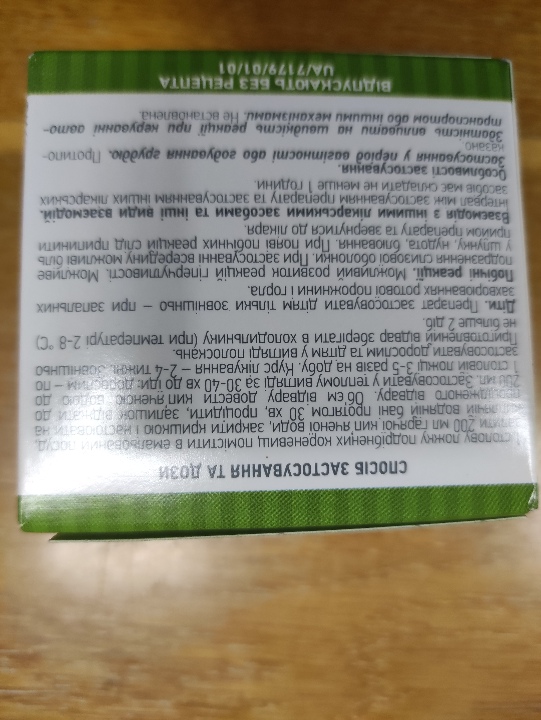 СПОСІБ ЗАСТОСУВАННЯ ТА ДОЗИ
1 столову ложку подрібнених кореневищ помістити в емальований посуд,
залити 200 мл гарячої кип'яченої води, закрити кришкою і настоювати на
киплячій водяній бані протягом 30 хв, процідити, залишок віджати до
процідженого відвару. Об'єм відвару довести кип'яченою водою до
200 мл. Застосовувати у теплому вигляді за 30-40 хв до їди: дорослим – по
1 столовій ложці 3-5 разів на добу. Курс лікування – 2-4 тижні. Зовнішньо
застосовувати дорослим та дітям у вигляді полоскань.
Приготовлений відвар зберігати в холодильнику (при температурі 2-8 °С)
не більше 2 діб.
Діти. Препарат застосовувати дітям тільки зовнішньо – при запальних
захворюваннях ротової порожнини і горла.
Побічні реакції. Можливий розвиток реакцій гіперчутливості. Можливе
подразнення слизової оболонки. При застосуванні всередину можливий біль
у шлунку, нудота, блювання. При появі побічних реакцій слід припинити
прийом препарату та звернутися до лікаря.
Взаємодія з іншими лікарськими засобами та інші види взаємодій.
Інтервал між застосуванням препарату та застосуванням інших лікарських
засобів має складати не менше 1 години.
Особливості застосування.
Застосування у період вагітності або годування груддю. Протипо-
казано.
Здатність впливати на швидкість реакції при керуванні авто-
транспортом або іншими механізмами. Не встановлена.
ВІДПУСКАЮТЬ БЕЗ РЕЦЕПТА
UA/7179/01/01